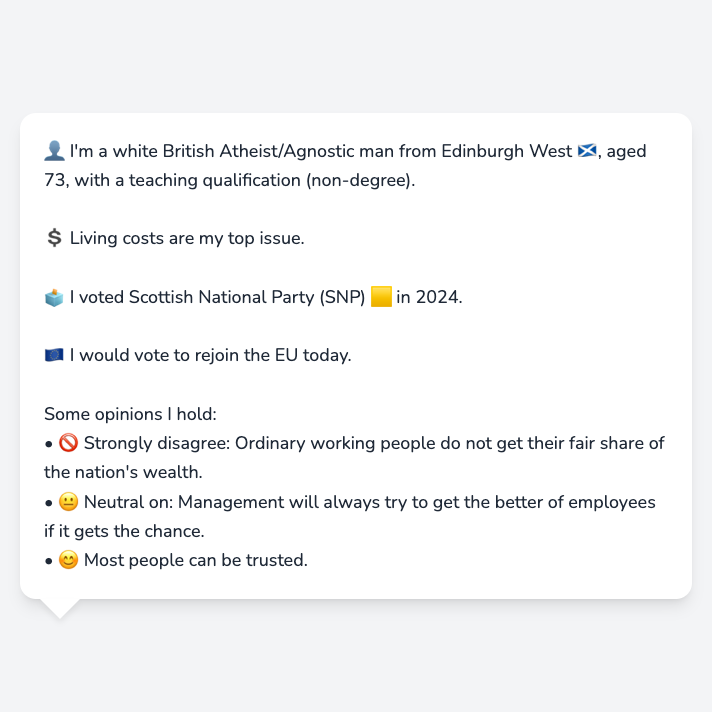 👤 I'm a white British Atheist/Agnostic man from Edinburgh West 🏴󠁧󠁢󠁳󠁣󠁴󠁿, aged
73, with a teaching qualification (non-degree).
💲 Living costs are my top issue.
🗳️ I voted Scottish National Party (SNP) 🟨 in 2024.
🇪🇺 I would vote to rejoin the EU today.
Some opinions I hold:
• 🚫 Strongly disagree: Ordinary working people do not get their fair share of
the nation's wealth.
• 😐 Neutral on: Management will always try to get the better of employees
if it gets the chance.
• 😊 Most people can be trusted.